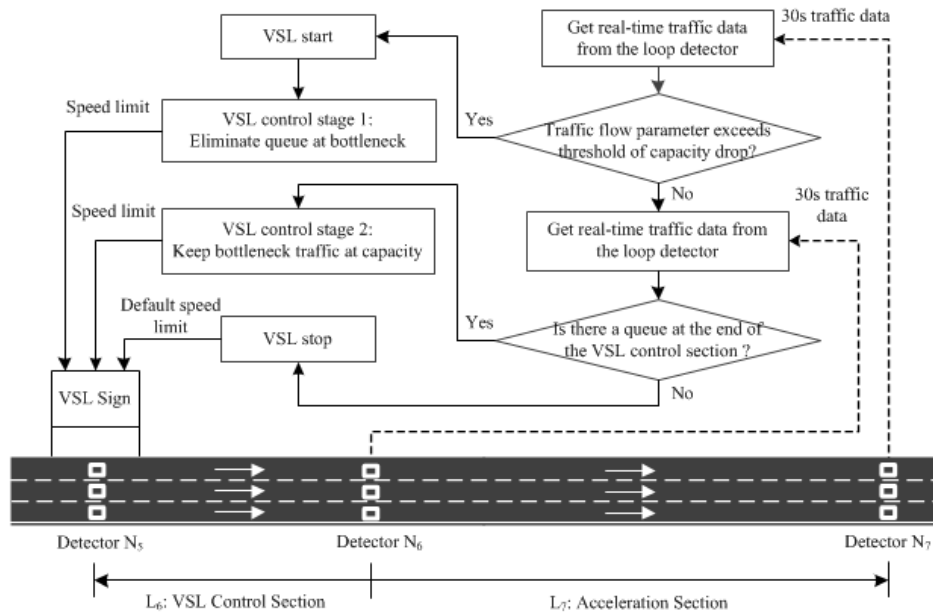 VSL start
Get real-time traffic data
from the loop detector
30s traffic data
Speed limit
VSL control stage 1:
Eliminate queue at bottleneck
Yes
Traffic flow parameter exceeds
threshold of capacity drop?
No
30s traffic
data
Speed limit
VSL control stage 2:
Keep bottleneck traffic at capacity
Get real-time traffic data from
the loop detector
Default speed
limit
VSL stop
Yes
Is there a queue at the end of
the VSL control section ?
No
VSL Sign
Detector N5
Detector N6
Detector N7
L6: VSL Control Section
L7: Acceleration Section